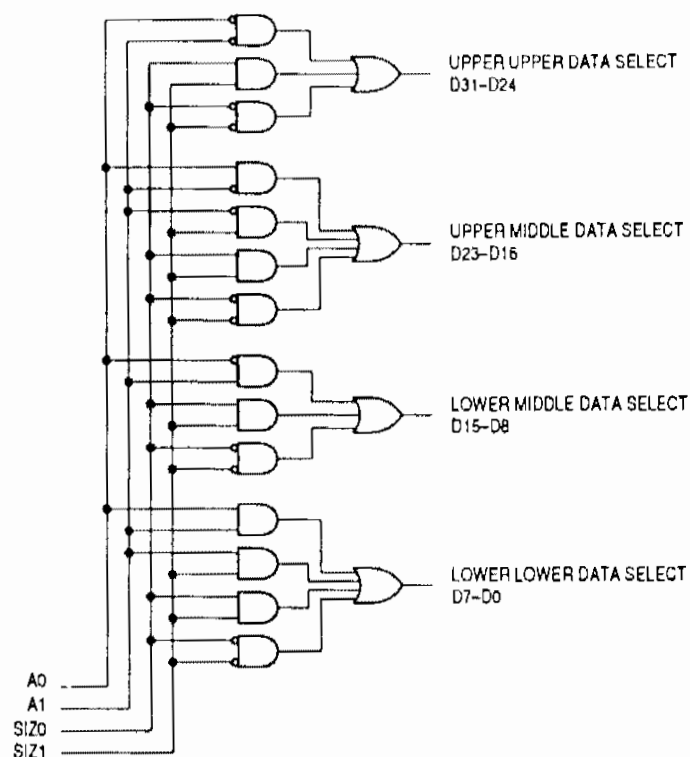 UPPER UPPER DATA SELECT
D31-D24
UPPER MIDDLE DATA SELECT
D23-D16
LOWER MIDDLE DATA SELECT
D15-D8
LOWER LOWER DATA SELECT
D7-D0
A0
A1
SIZ0
SIZ1